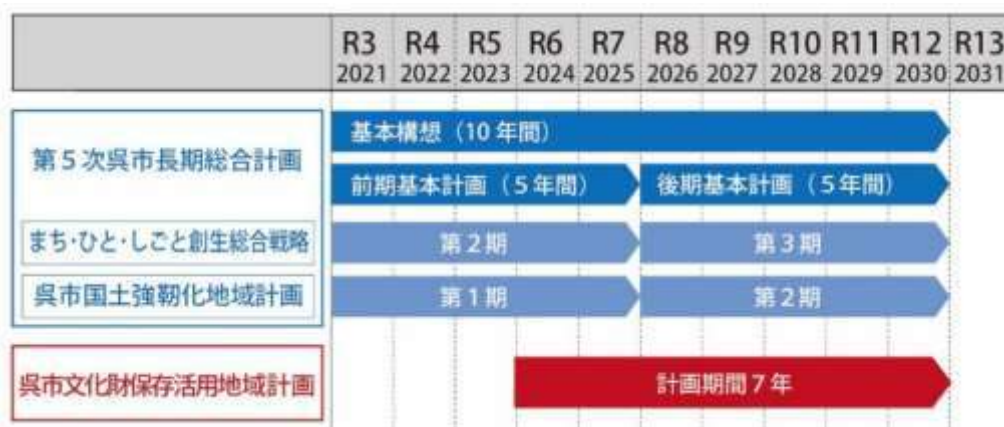 R3 R4 R5 R6 R7 R8 R9 R10 R11 R12 R13
2021 2022 2023 2024 2025 2026 2027 2028 2029 2030 2031
第5次呉市長期総合計画
基本構想（10年間）
前期基本計画（5年間） 後期基本計画（5年間）
まち・ひと・しごと創生総合戦略 第2期 第3期
呉市国土強靭化地域計画 第1期 第2期
呉市文化財保存活用地域計画 計画期間7年